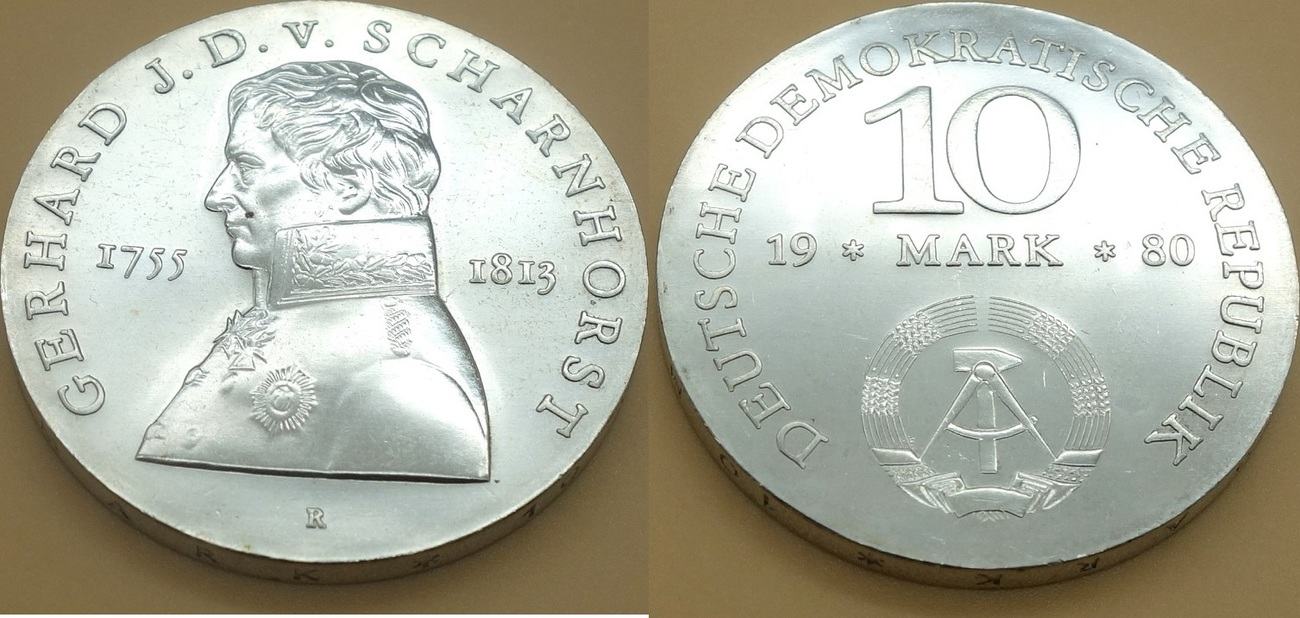 GERHARD J.D.V. SCHARNHORST
1755 1813
R
DEUTSCHE DEMOKRATISCHE REPUBLIK
10
19 * MARK * 80